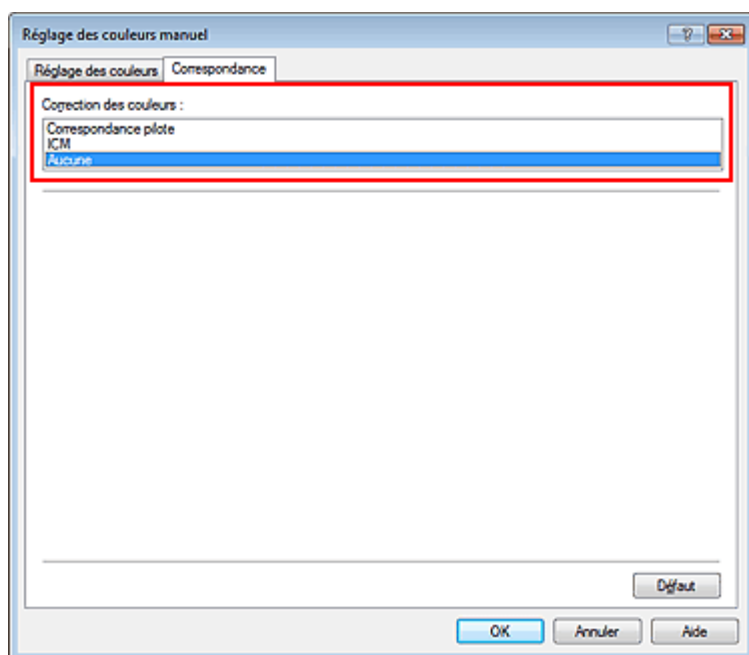 Réglage des couleurs manuel
Réglage des couleurs Correspondance
Correction des couleurs :
Correspondance pilote
ICM
Aucune
Défaut
OK Annuler Aide